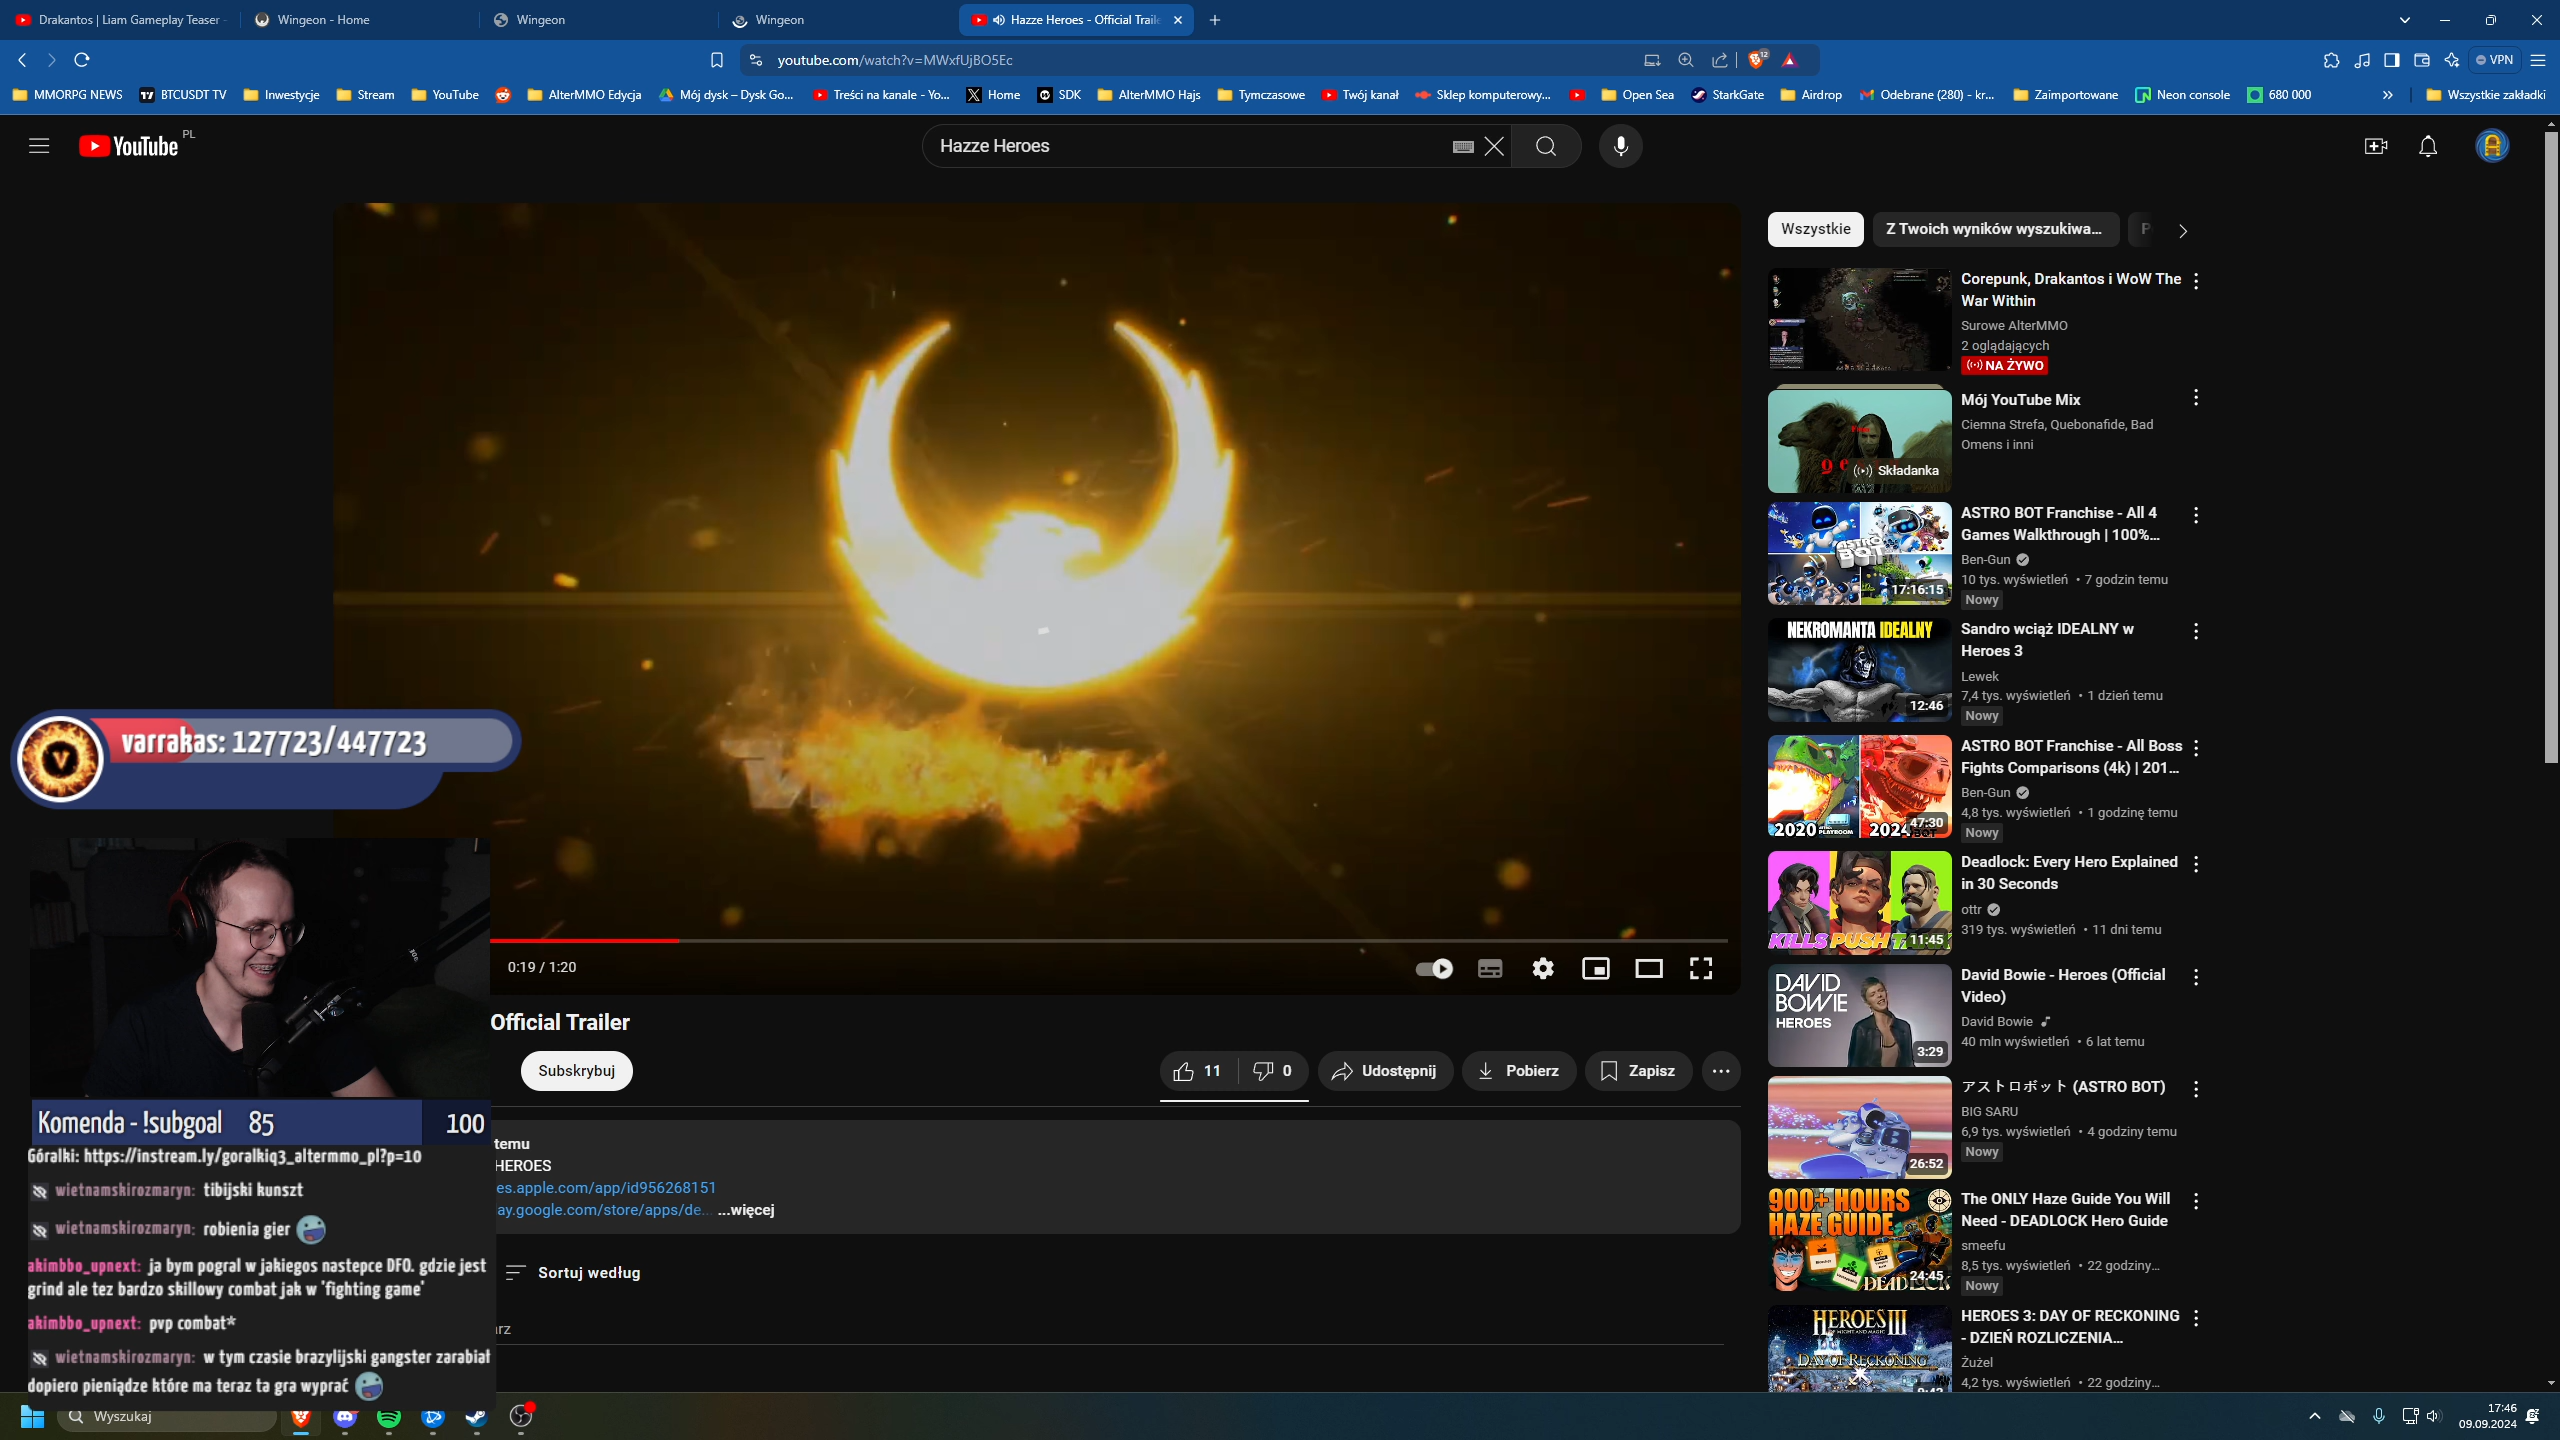 Drakantos | Liam Gameplay Teaser -
Wingeon - Home
Wingeon
Wingeon
Hazze Heroes - Official Traile
youtube.com/watch?v=MWxfUjBO5Ec
12
VPN
MMORPG NEWS
BTCUSDT TV
Inwestycje
Stream
YouTube
AlterMMO Edycja
Mój dysk – Dysk Go...
Treści na kanale - Yo...
Home
SDK
AlterMMO Hajs
Tymczasowe
Twój kanał
Sklep komputerowy...
Open Sea
StarkGate
Airdrop
Odebrane (280) - kr...
Zaimportowane
Neon console
680 000
Wszystkie zakładki
YouTube PL
Hazze Heroes
Wszystkie
Z Twoich wyników wyszukiwa...
Corepunk, Drakantos i WoW The
War Within
Surowe AlterMMO
2 oglądających
NA ŻYWO
Składanka
Mój YouTube Mix
Ciemna Strefa, Quebonafide, Bad
Omens i inni
ASTRO BOT
17:16:15
ASTRO BOT Franchise - All 4
Games Walkthrough | 100%...
Ben-Gun
10 tys. wyświetleń • 7 godzin temu
Nowy
NEKROMANTA IDEALNY
12:46
Sandro wciąż IDEALNY w
Heroes 3
Lewek
7,4 tys. wyświetleń • 1 dzień temu
Nowy
2020
2024
47:30
ASTRO BOT Franchise - All Boss
Fights Comparisons (4k) | 201...
Ben-Gun
4,8 tys. wyświetleń • 1 godzinę temu
Nowy
KILLS PUSH T
11:45
Deadlock: Every Hero Explained
in 30 Seconds
ottr
319 tys. wyświetleń • 11 dni temu
DAVID
BOWIE
HEROES
3:29
David Bowie - Heroes (Official
Video)
David Bowie
40 mln wyświetleń • 6 lat temu
26:52
アストロボット (ASTRO BOT)
BIG SARU
6,9 tys. wyświetleń • 4 godziny temu
Nowy
900+ HOURS
HAZE GUIDE
DEADLOCK
24:45
The ONLY Haze Guide You Will
Need - DEADLOCK Hero Guide
smeefu
8,5 tys. wyświetleń • 22 godziny...
Nowy
HEROES III
DAY OF RECKONING
HEROES 3: DAY OF RECKONING
- DZIEŃ ROZLICZENIA...
Żużel
4,2 tys. wyświetleń • 22 godziny...
V
varrakas: 127723/447723
0:19 / 1:20
Official Trailer
Subskrybuj
11
0
Udostępnij
Pobierz
Zapisz
temu
HEROES
es.apple.com/app/id956268151
ay.google.com/store/apps/de... ...więcej
Sortuj według
rz
Komenda - !subgoal 85 100
Góralki: https://instream.ly/goralkiq3_altermmo_pl?p=10
wietnamskirozmaryn: tibijski kunszt
wietnamskirozmaryn: robienia gier
akimbbo_upnext: ja bym pogral w jakiegos nastepce DFO. gdzie jest
grind ale tez bardzo skillowy combat jak w 'fighting game'
akimbbo_upnext: pvp combat*
wietnamskirozmaryn: w tym czasie brazylijski gangster zarabiał
dopiero pieniądze które ma teraz ta gra wyprać
Wyszukaj
17:46
09.09.2024